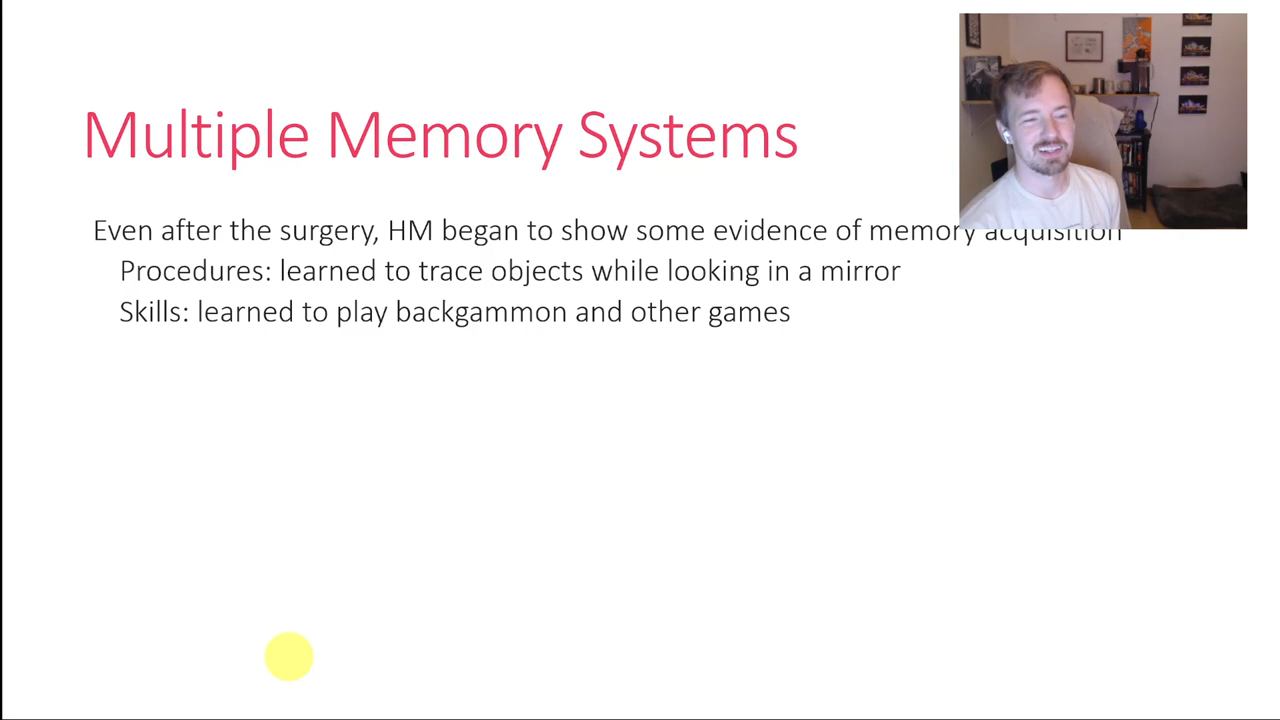 Multiple Memory Systems
Even after the surgery, HM began to show some evidence of memory acquisition
Procedures: learned to trace objects while looking in a mirror
Skills: learned to play backgammon and other games